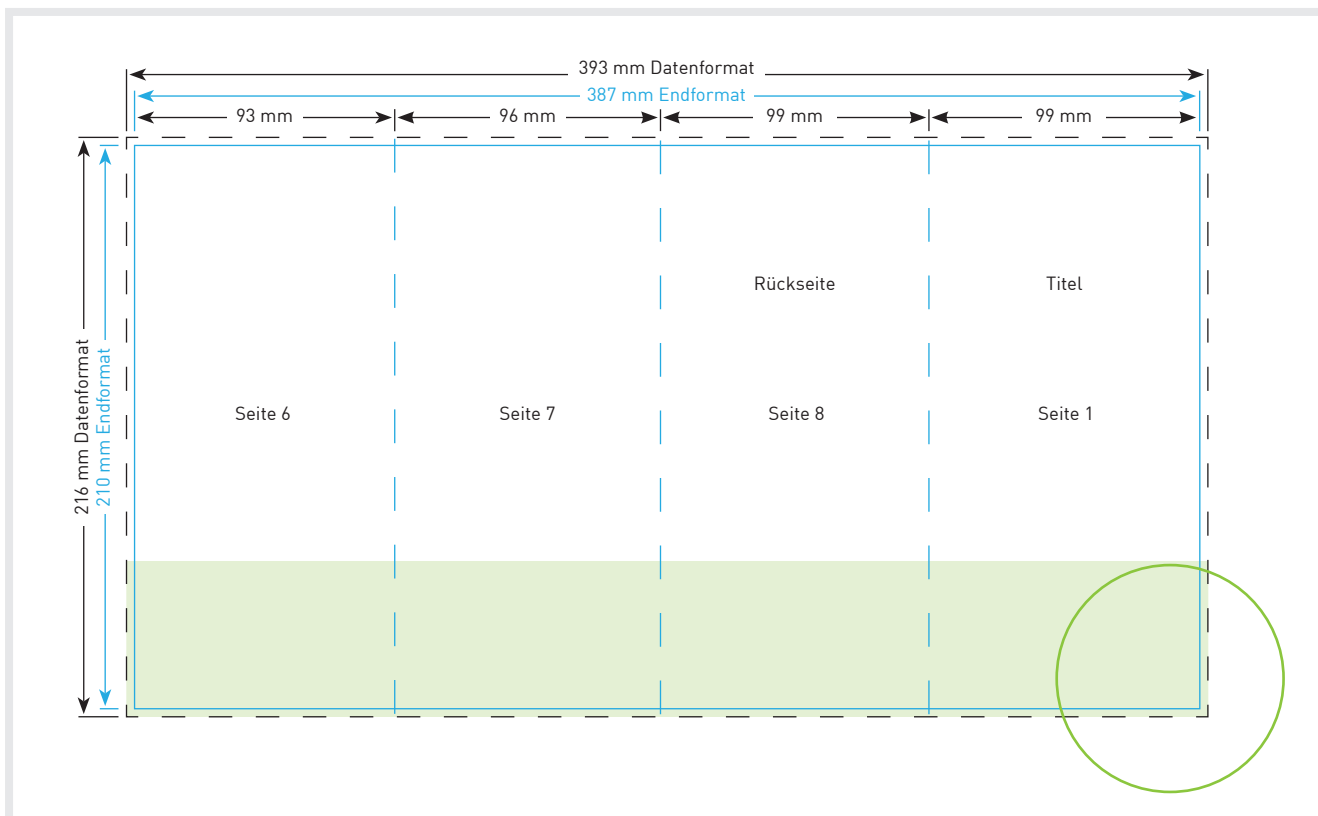 393 mm Datenformat
387 mm Endformat
93 mm
96 mm
99 mm
99 mm
216 mm Datenformat
210 mm Endformat
Rückseite
Titel
Seite 6
Seite 7
Seite 8
Seite 1